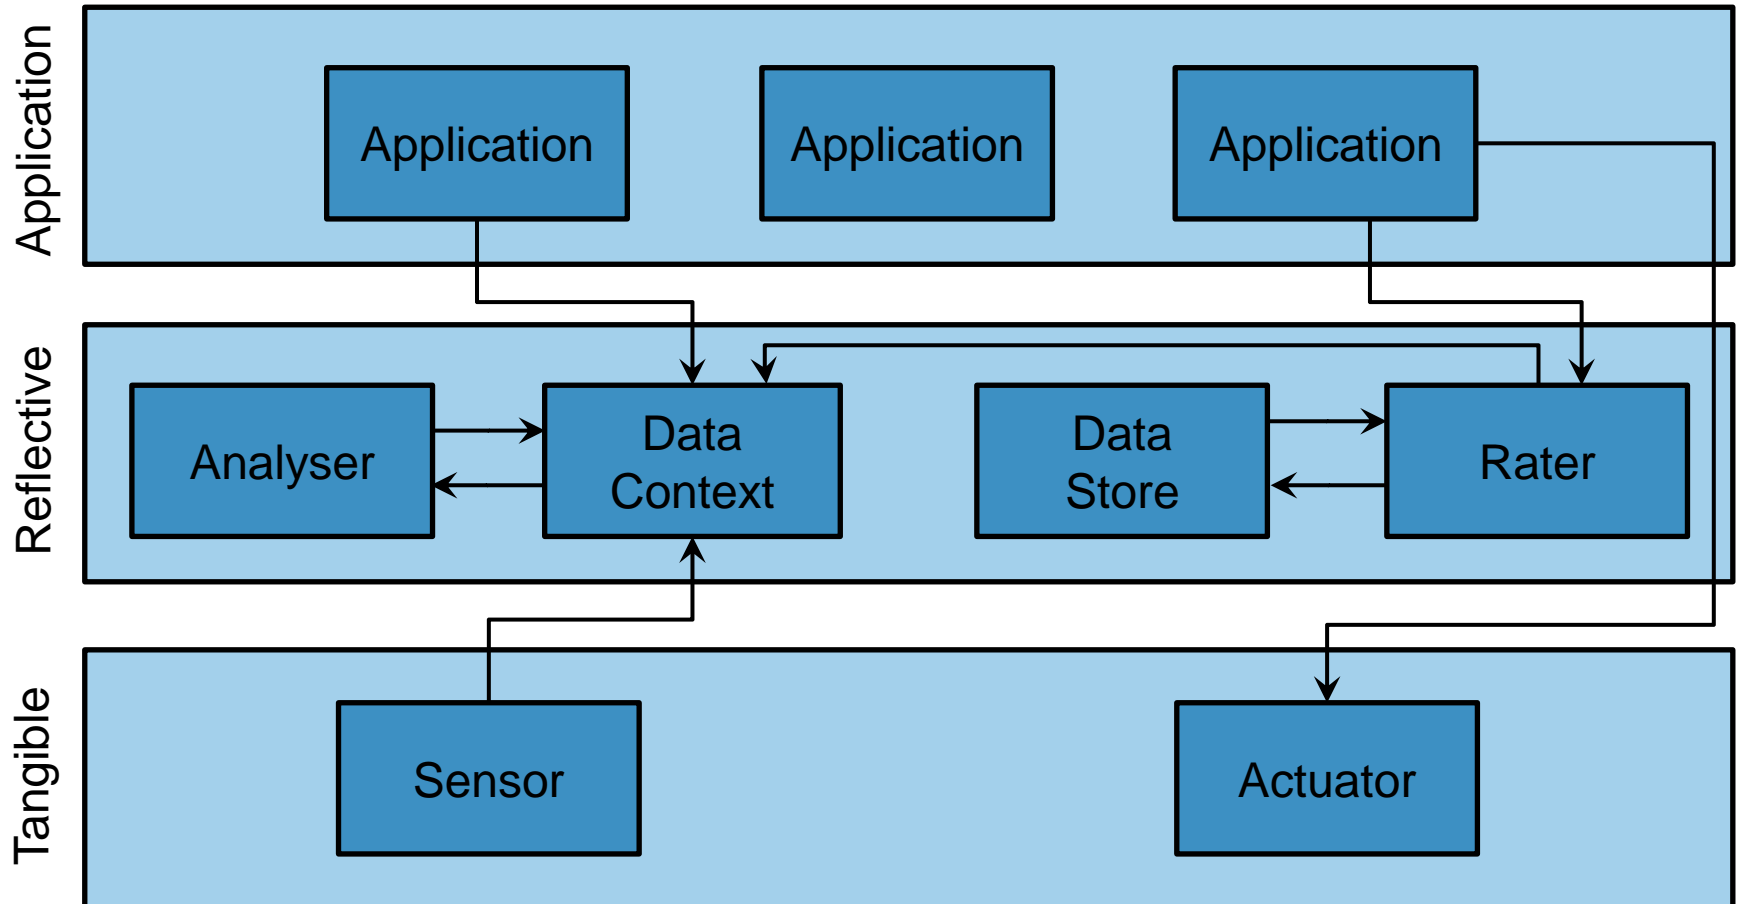 Application
Application
Application
Application
Reflective
Analyser
Data
Context
Data
Store
Rater
Tangible
Sensor
Actuator